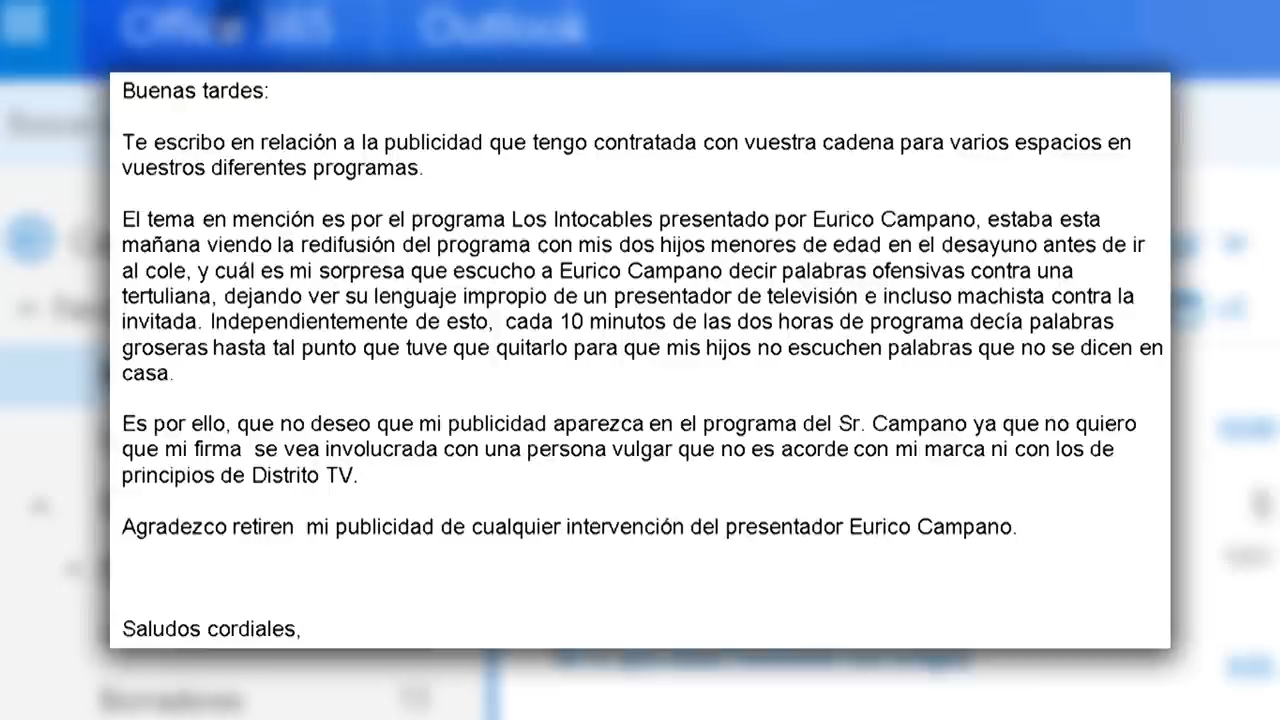 Office 365 Outlook
Buenas tardes:
Te escribo en relación a la publicidad que tengo contratada con vuestra cadena para varios espacios en
vuestros diferentes programas.
El tema en mención es por el programa Los Intocables presentado por Eurico Campano, estaba esta
mañana viendo la redifusión del programa con mis dos hijos menores de edad en el desayuno antes de ir
al cole, y cuál es mi sorpresa que escucho a Eurico Campano decir palabras ofensivas contra una
tertuliana, dejando ver su lenguaje impropio de un presentador de televisión e incluso machista contra la
invitada. Independientemente de esto,  cada 10 minutos de las dos horas de programa decía palabras
groseras hasta tal punto que tuve que quitarlo para que mis hijos no escuchen palabras que no se dicen en
casa.
Es por ello, que no deseo que mi publicidad aparezca en el programa del Sr. Campano ya que no quiero
que mi firma  se vea involucrada con una persona vulgar que no es acorde con mi marca ni con los de
principios de Distrito TV.
Agradezco retiren  mi publicidad de cualquier intervención del presentador Eurico Campano.
Saludos cordiales,
Borradores